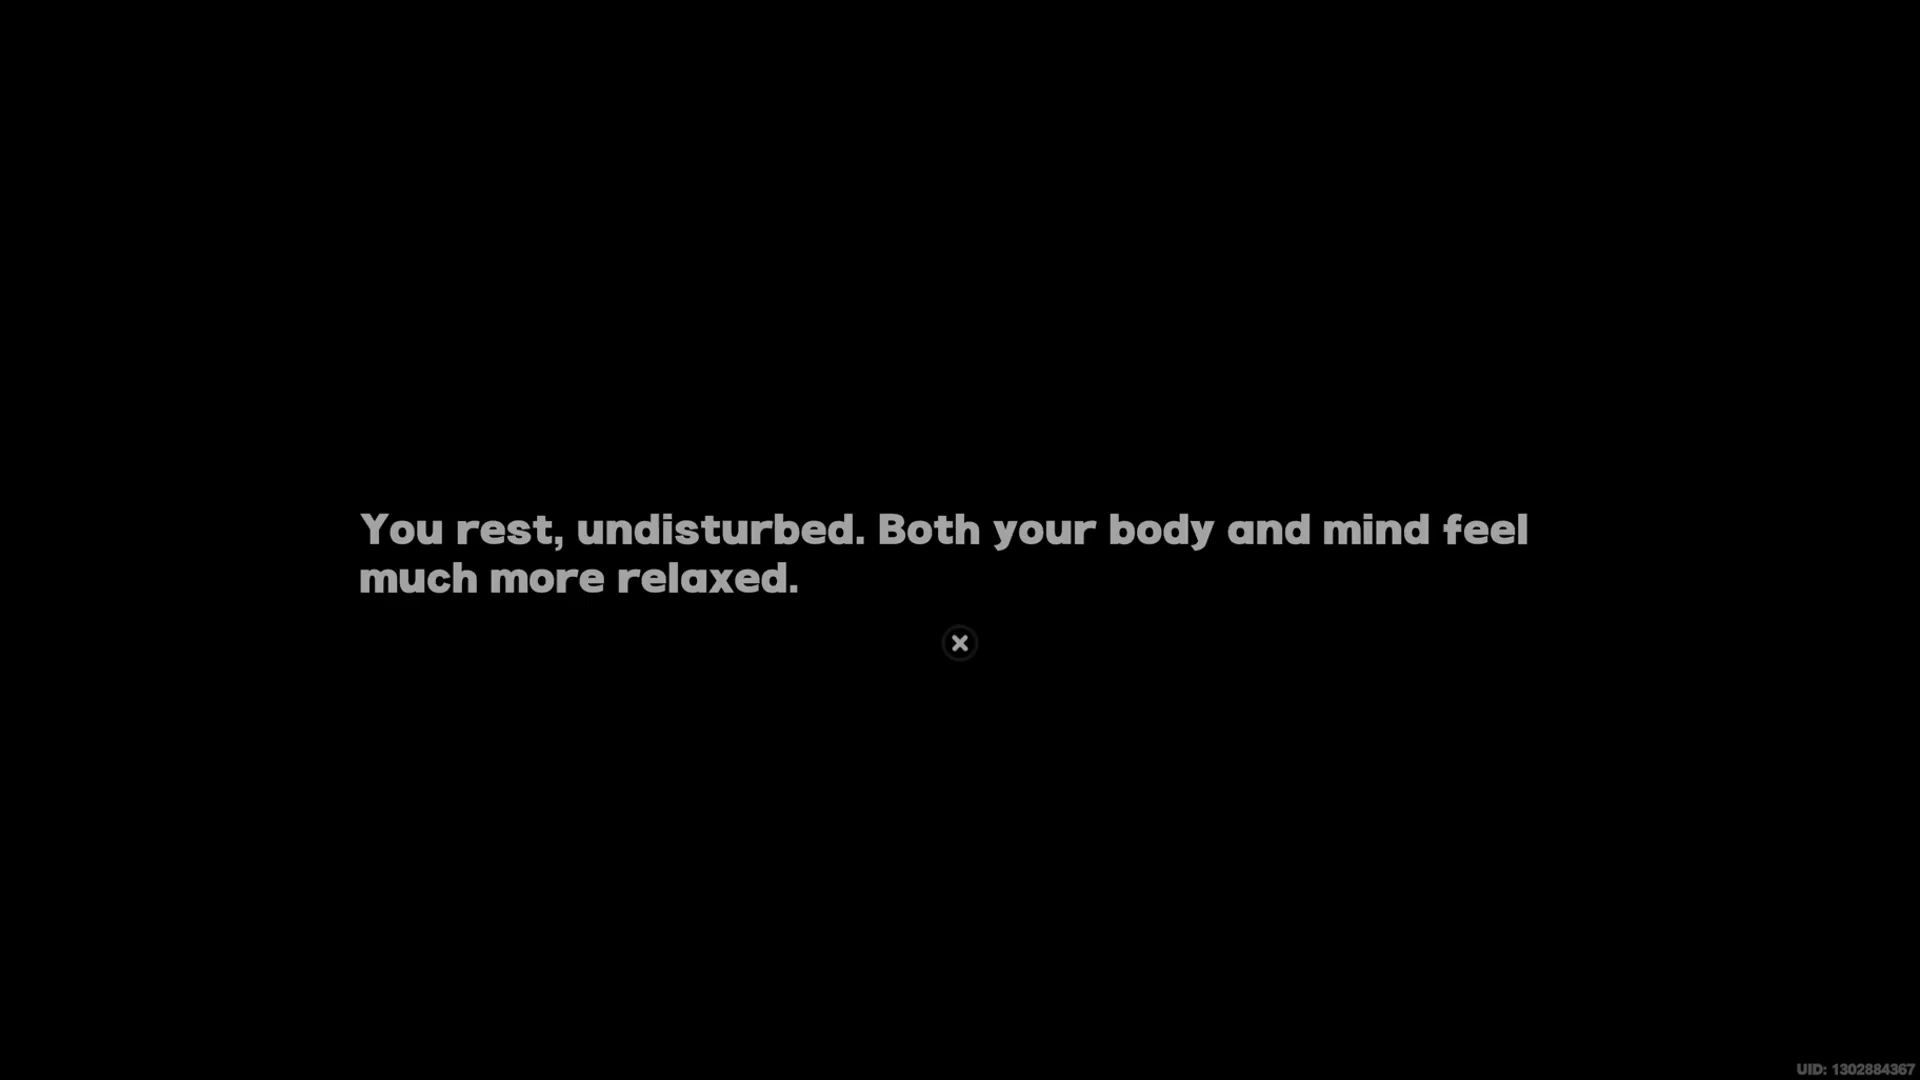 You rest, undisturbed. Both your body and mind feel
much more relaxed.
UID: 1302884367